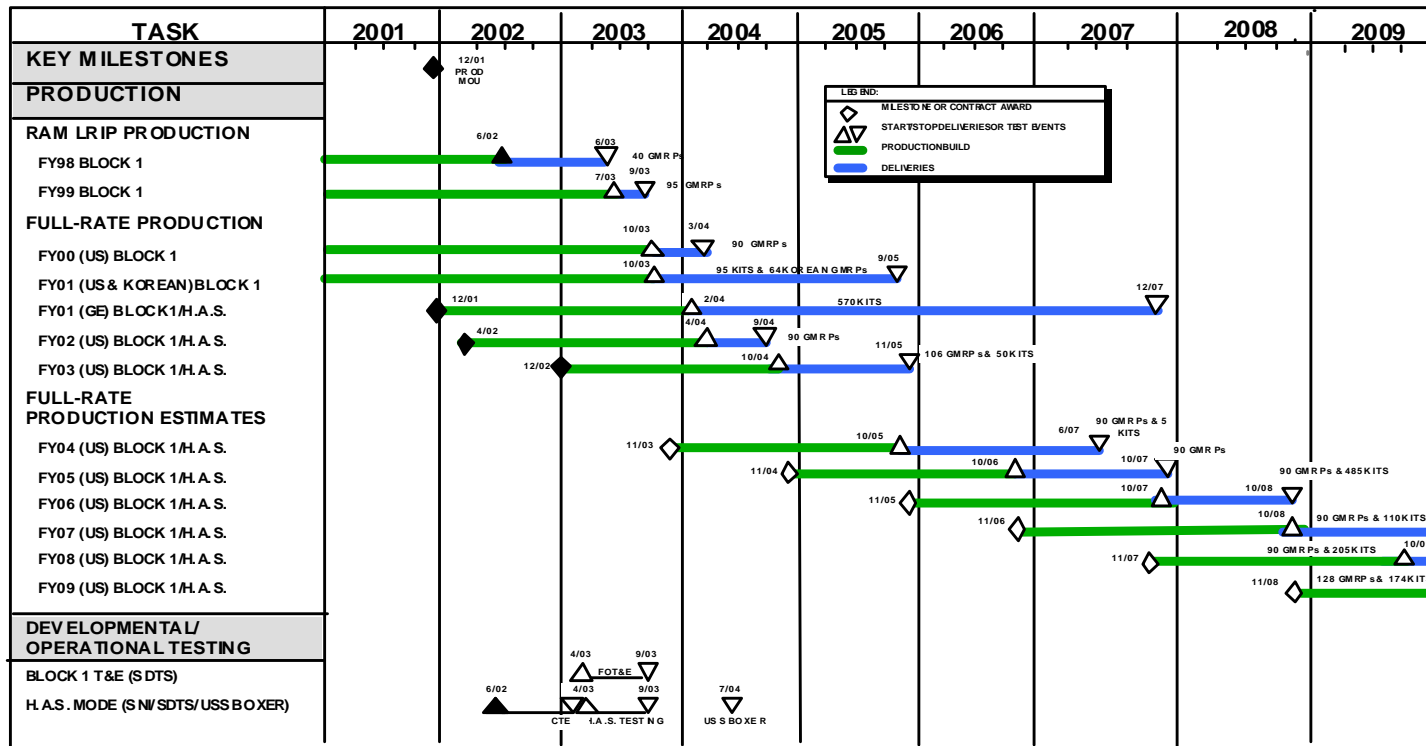 TASK 2001 2002 2003 2004 2005 2006 2007 2008 2009
KEY MILESTONES
12/01
PROD
MOU
PRODUCTION
LEGEND:
MILESTONE OR CONTRACT AWARD
START/STOP DELIVERIES OR TEST EVENTS
PRODUCTION BUILD
DELIVERIES
RAM LRIP PRODUCTION
FY98 BLOCK 1 6/02 6/03 40 GMRPs
FY99 BLOCK 1 7/03 9/03 95 GMRPs
FULL-RATE PRODUCTION
FY00 (US) BLOCK 1 10/03 3/04 90 GMRPs
FY01 (US & KOREAN) BLOCK 1 10/03 95 KITS & 64 KOREAN GMRPs 9/05
FY01 (GE) BLOCK1/H.A.S. 12/01 2/04 570 KITS 12/07
FY02 (US) BLOCK 1/H.A.S. 4/02 4/04 9/04 90 GMRPs
FY03 (US) BLOCK 1/H.A.S. 12/02 10/04 11/05 106 GMRPs & 50 KITS
FULL-RATE
PRODUCTION ESTIMATES
FY04 (US) BLOCK 1/H.A.S. 11/03 10/05 6/07 90 GMRPs & 5
KITS
FY05 (US) BLOCK 1/H.A.S. 11/04 10/06 10/07 90 GMRPs
FY06 (US) BLOCK 1/H.A.S. 11/05 10/07 10/08 90 GMRPs & 485 KITS
FY07 (US) BLOCK 1/H.A.S. 11/06 10/08 90 GMRPs & 110 KITS
FY08 (US) BLOCK 1/H.A.S. 11/07 90 GMRPs & 205 KITS 10/0
FY09 (US) BLOCK 1/H.A.S. 11/08 128 GMRPs & 174 KIT
DEVELOPMENTAL/
OPERATIONAL TESTING
BLOCK 1 T&E (SDTS) 4/03 FOT&E 9/03
H.A.S. MODE (SNI/SDTS/USS BOXER) 6/02 4/03 9/03 7/04
CTE H.A.S. TESTING USS BOXER